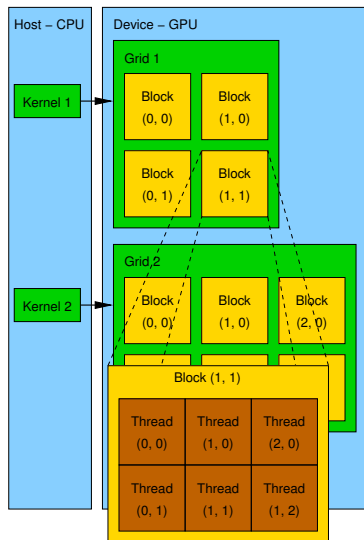 Host – CPU
Device – GPU
Grid 1
Kernel 1
Block
(0, 0)
Block
(1, 0)
Block
(0, 1)
Block
(1, 1)
Grid 2
Kernel 2
Block
(0, 0)
Block
(1, 0)
Block
(2, 0)
Block (1, 1)
Thread
(0, 0)
Thread
(1, 0)
Thread
(2, 0)
Thread
(0, 1)
Thread
(1, 1)
Thread
(1, 2)